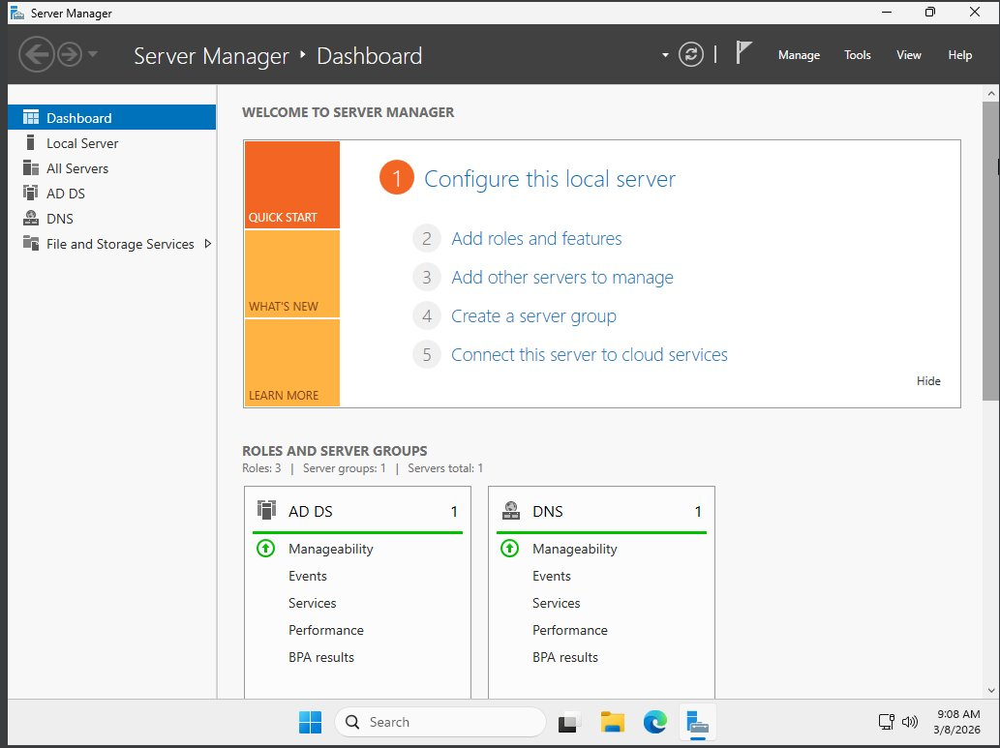 Server Manager
Server Manager ‣ Dashboard
Manage Tools View Help
Dashboard
Local Server
All Servers
AD DS
DNS
File and Storage Services
WELCOME TO SERVER MANAGER
QUICK START
WHAT'S NEW
LEARN MORE
1 Configure this local server
2 Add roles and features
3 Add other servers to manage
4 Create a server group
5 Connect this server to cloud services
Hide
ROLES AND SERVER GROUPS
Roles: 3 | Server groups: 1 | Servers total: 1
AD DS 1
Manageability
Events
Services
Performance
BPA results
DNS 1
Manageability
Events
Services
Performance
BPA results
Search
9:08 AM
3/8/2026